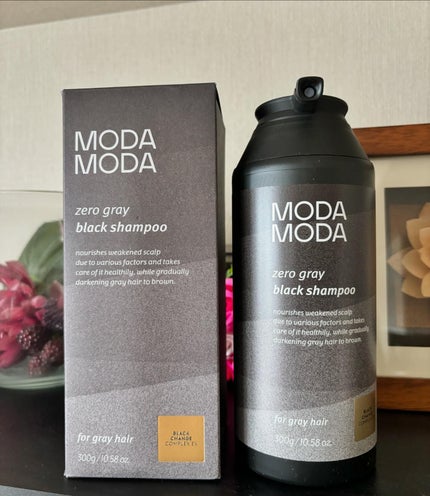 MODA
MODA
zero gray
black shampoo
nourishes weakened scalp
due to various factors and takes
care of it healthily, while gradually
darkening gray hair to brown.
for gray hair
300g/10.58 oz.
BLACK
CHANGE
COMPLEX EX
MODA
MODA
zero gray
black shampoo
nourishes weakened scalp
due to various factors and takes
care of it healthily, while gradually
darkening gray hair to brown.
for gray hair
300g/10.58 oz.
BLACK
CHANGE